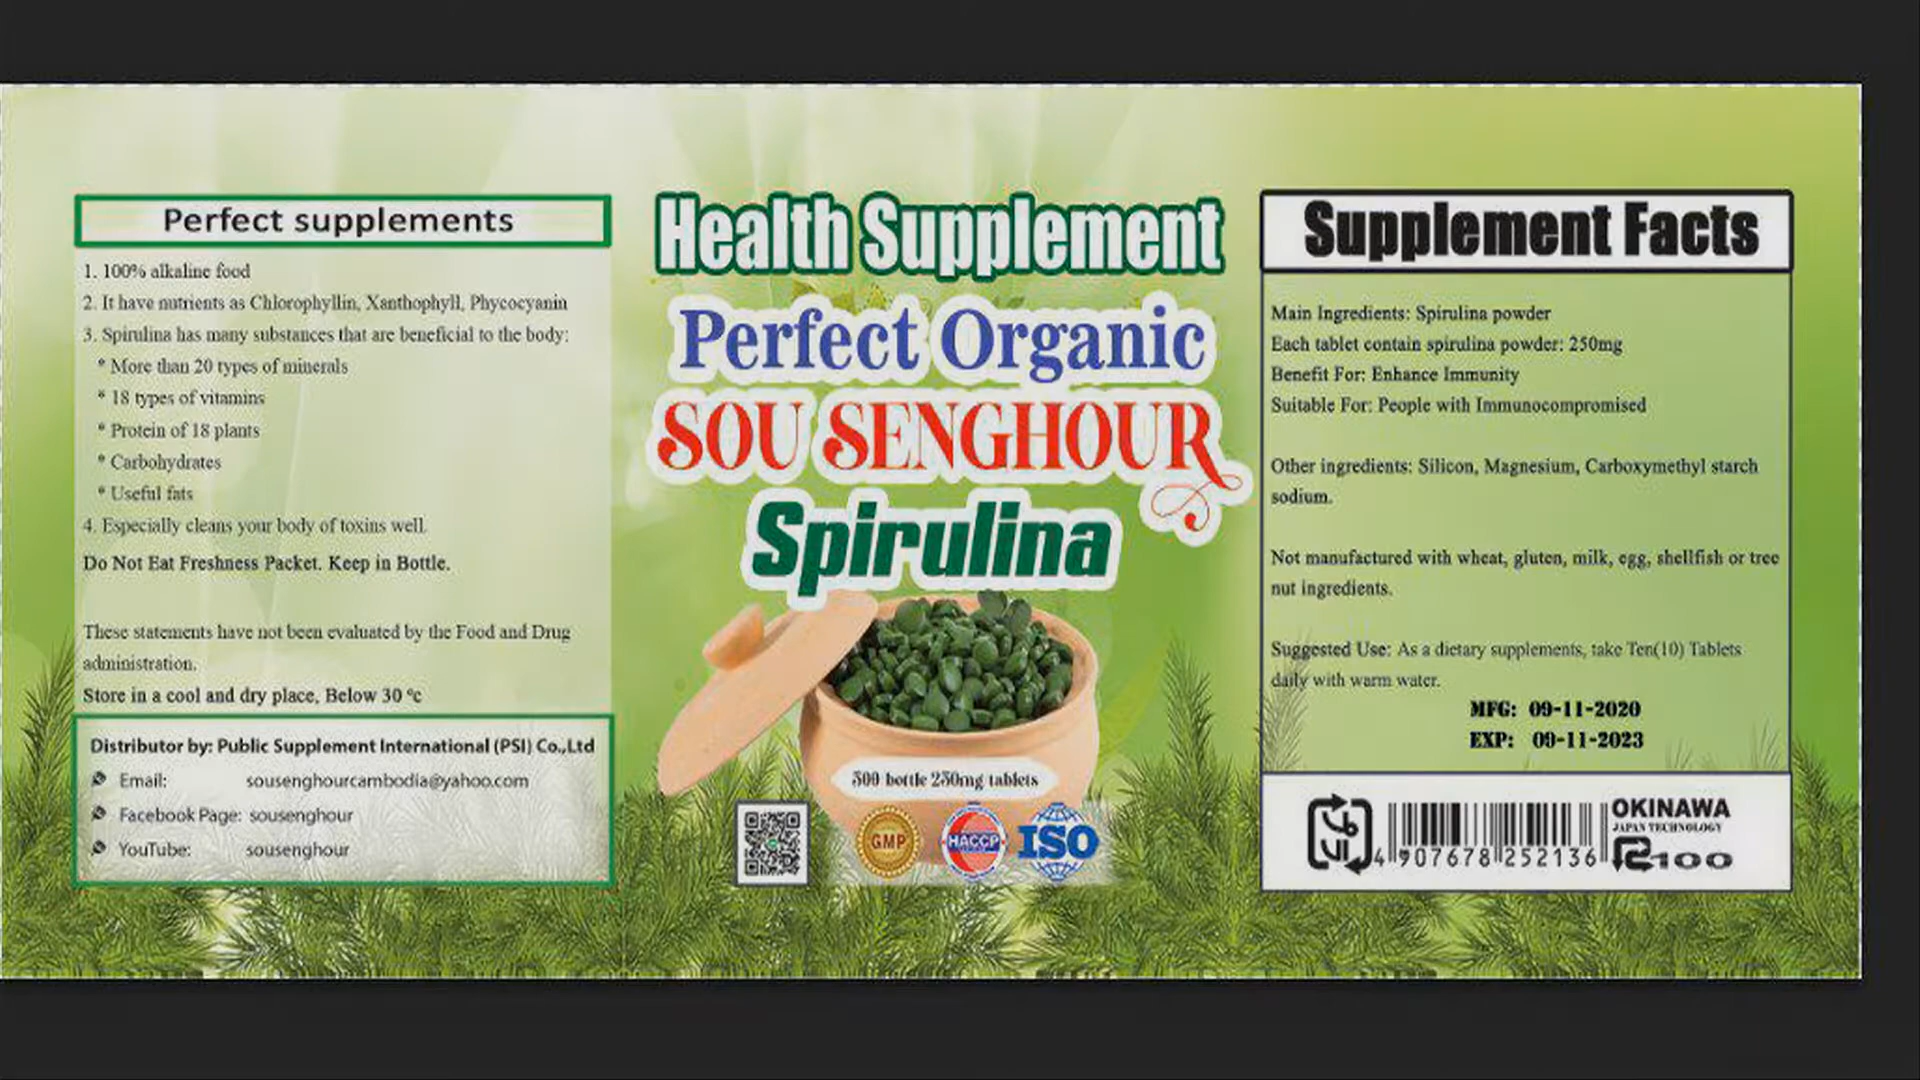 Perfect supplements
1. 100% alkaline food
2. It have nutrients as Chlorophyllin, Xanthophyll, Phycocyanin
3. Spirulina has many substances that are beneficial to the body:
* More than 20 types of minerals
* 18 types of vitamins
* Protein of 18 plants
* Carbohydrates
* Useful fats
4. Especially cleans your body of toxins well.
Do Not Eat Freshness Packet. Keep in Bottle.
These statements have not been evaluated by the Food and Drug
administration.
Store in a cool and dry place, Below 30 °c
Distributor by: Public Supplement International (PSI) Co.,Ltd
Email: sousenghourcambodia@yahoo.com
Facebook Page: sousenghour
YouTube: sousenghour
Health Supplement
Perfect Organic
SOU SENGHOUR
Spirulina
500 bottle 250mg tablets
GMP
HACCP
ISO
Supplement Facts
Main Ingredients: Spirulina powder
Each tablet contain spirulina powder: 250mg
Benefit For: Enhance Immunity
Suitable For: People with Immunocompromised
Other ingredients: Silicon, Magnesium, Carboxymethyl starch
sodium.
Not manufactured with wheat, gluten, milk, egg, shellfish or tree
nut ingredients.
Suggested Use: As a dietary supplements, take Ten(10) Tablets
daily with warm water.
MFG: 09-11-2020
EXP: 09-11-2023
4 907678 252136
OKINAWA
JAPAN TECHNOLOGY
R100